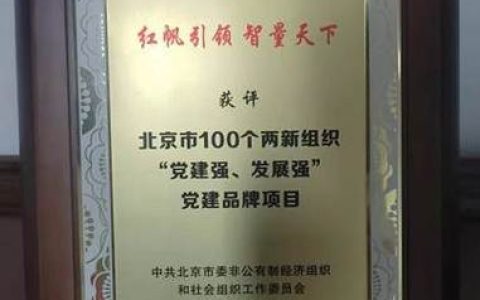 红帆引领 智量天下
获评
北京市100个两新组织
“党建强、发展强”
党建品牌项目
中共北京市委非公有制经济组织
和社会组织工作委员会